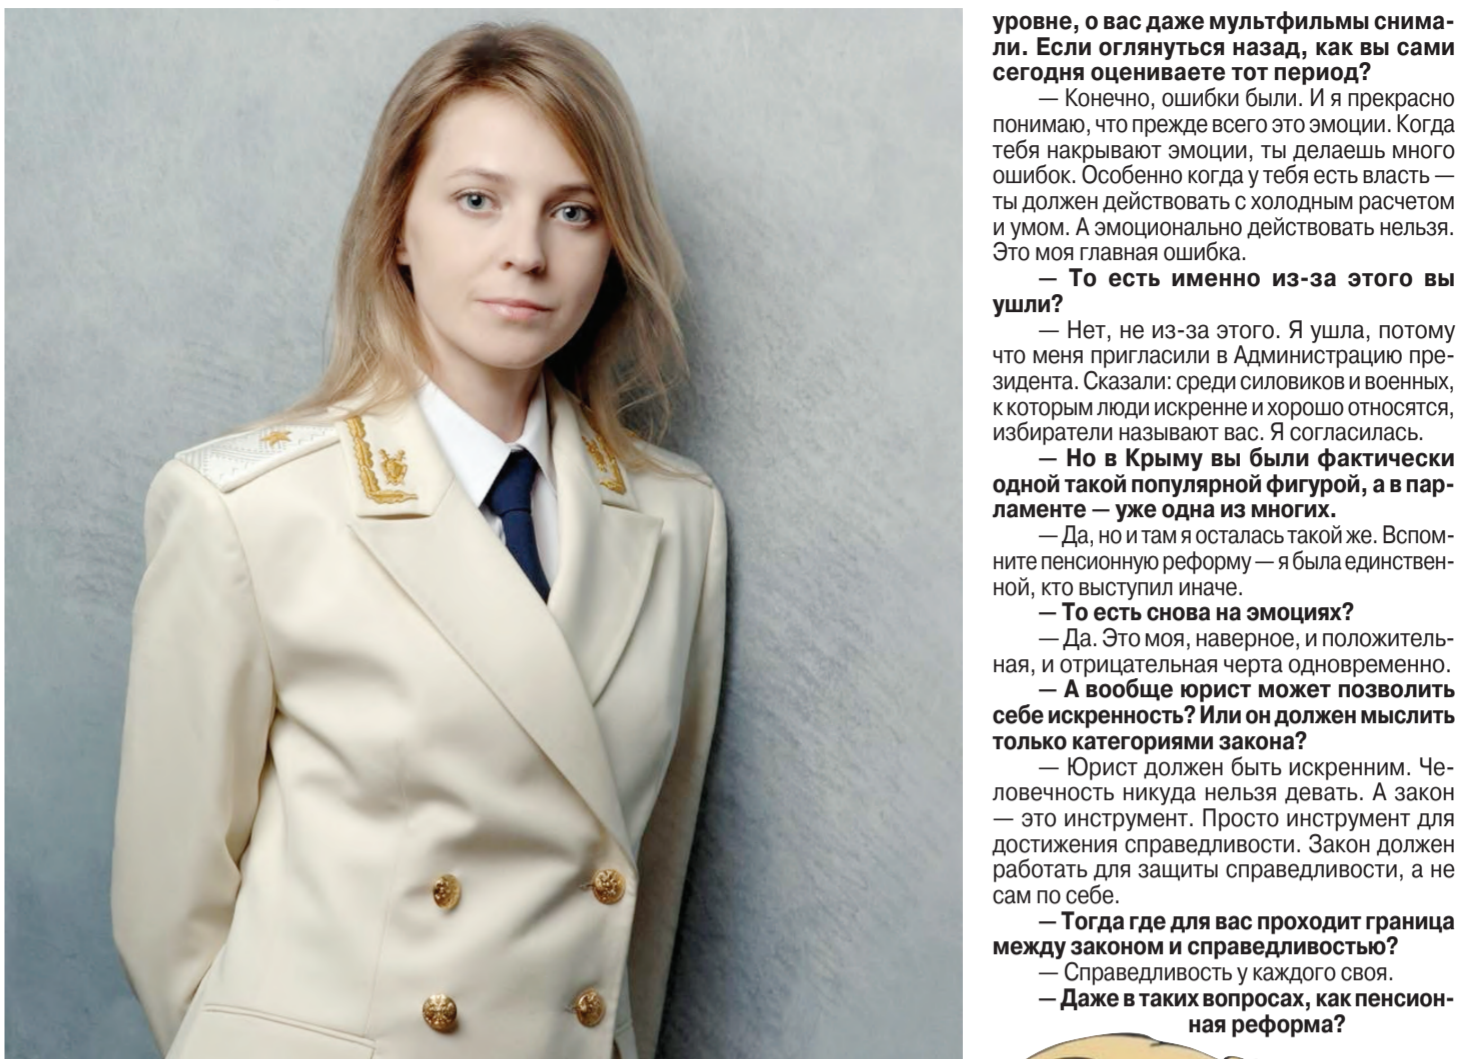 уровне, о вас даже мультфильмы снима-
ли. Если оглянуться назад, как вы сами
сегодня оцениваете тот период?
— Конечно, ошибки были. И я прекрасно
понимаю, что прежде всего это эмоции. Когда
тебя накрывают эмоции, ты делаешь много
ошибок. Особенно когда у тебя есть власть —
ты должен действовать с холодным расчетом
и умом. А эмоционально действовать нельзя.
Это моя главная ошибка.
— То есть именно из-за этого вы
ушли?
— Нет, не из-за этого. Я ушла, потому
что меня пригласили в Администрацию пре-
зидента. Сказали: среди силовиков и военных,
к которым люди искренне и хорошо относятся,
избиратели называют вас. Я согласилась.
— Но в Крыму вы были фактически
одной такой популярной фигурой, а в пар-
ламенте — уже одна из многих.
— Да, но и там я осталась такой же. Вспом-
ните пенсионную реформу — я была единствен-
ной, кто выступил иначе.
— То есть снова на эмоциях?
— Да. Это моя, наверное, и положитель-
ная, и отрицательная черта одновременно.
— А вообще юрист может позволить
себе искренность? Или он должен мыслить
только категориями закона?
— Юрист должен быть искренним. Че-
ловечность никуда нельзя девать. А закон
— это инструмент. Просто инструмент для
достижения справедливости. Закон должен
работать для защиты справедливости, а не
сам по себе.
— Тогда где для вас проходит граница
между законом и справедливостью?
— Справедливость у каждого своя.
— Даже в таких вопросах, как пенсион-
ная реформа?